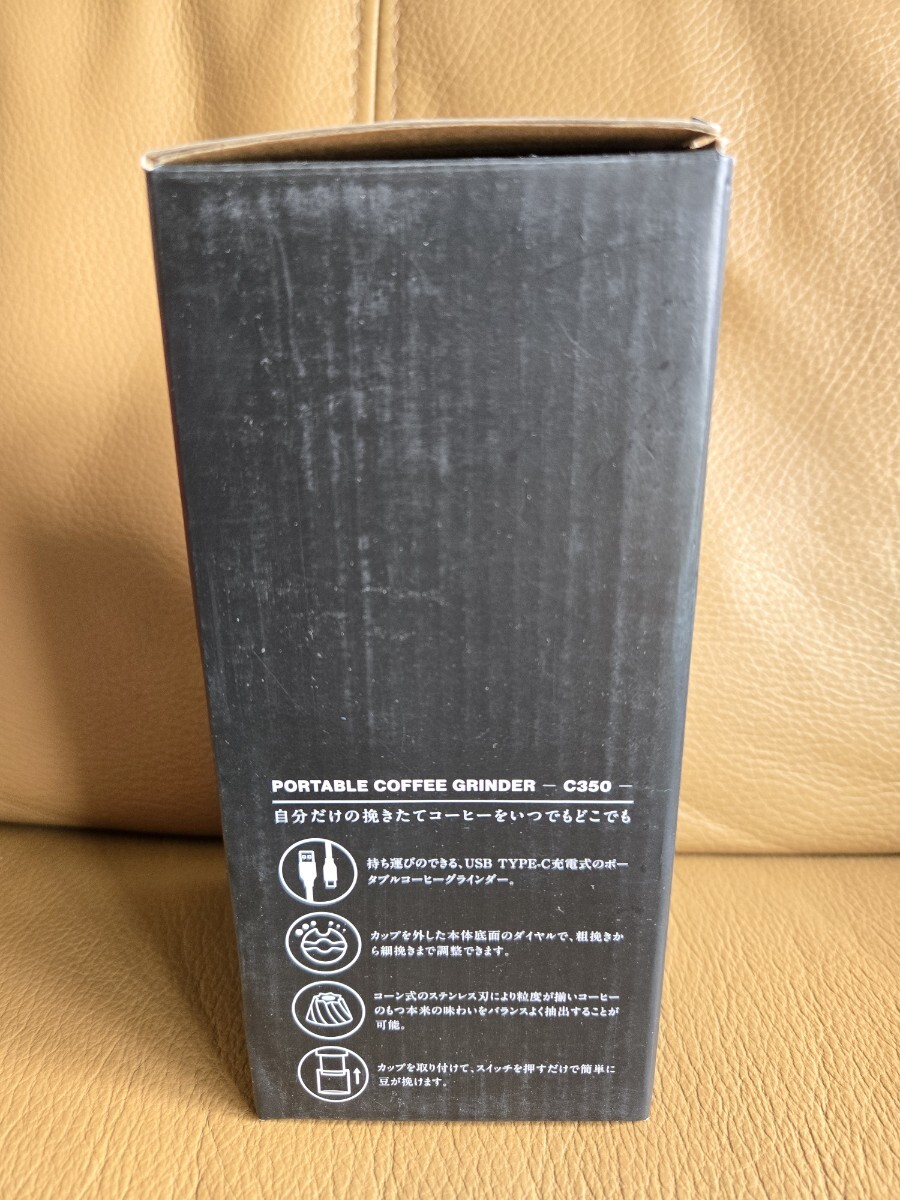 PORTABLE COFFEE GRINDER — C350 —
自分だけの挽きたてコーヒーをいつでもどこでも
持ち運びのできる、USB TYPE-C充電式のポー
タブルコーヒーグラインダー。
カップを外した本体底面のダイヤルで、粗挽きか
ら細挽きまで調整できます。
コーン式のステンレス刃により粒度が揃いコーヒー
のもつ本来の味わいをバランスよく抽出することが
可能。
カップを取り付けて、スイッチを押すだけで簡単に
豆が挽けます。